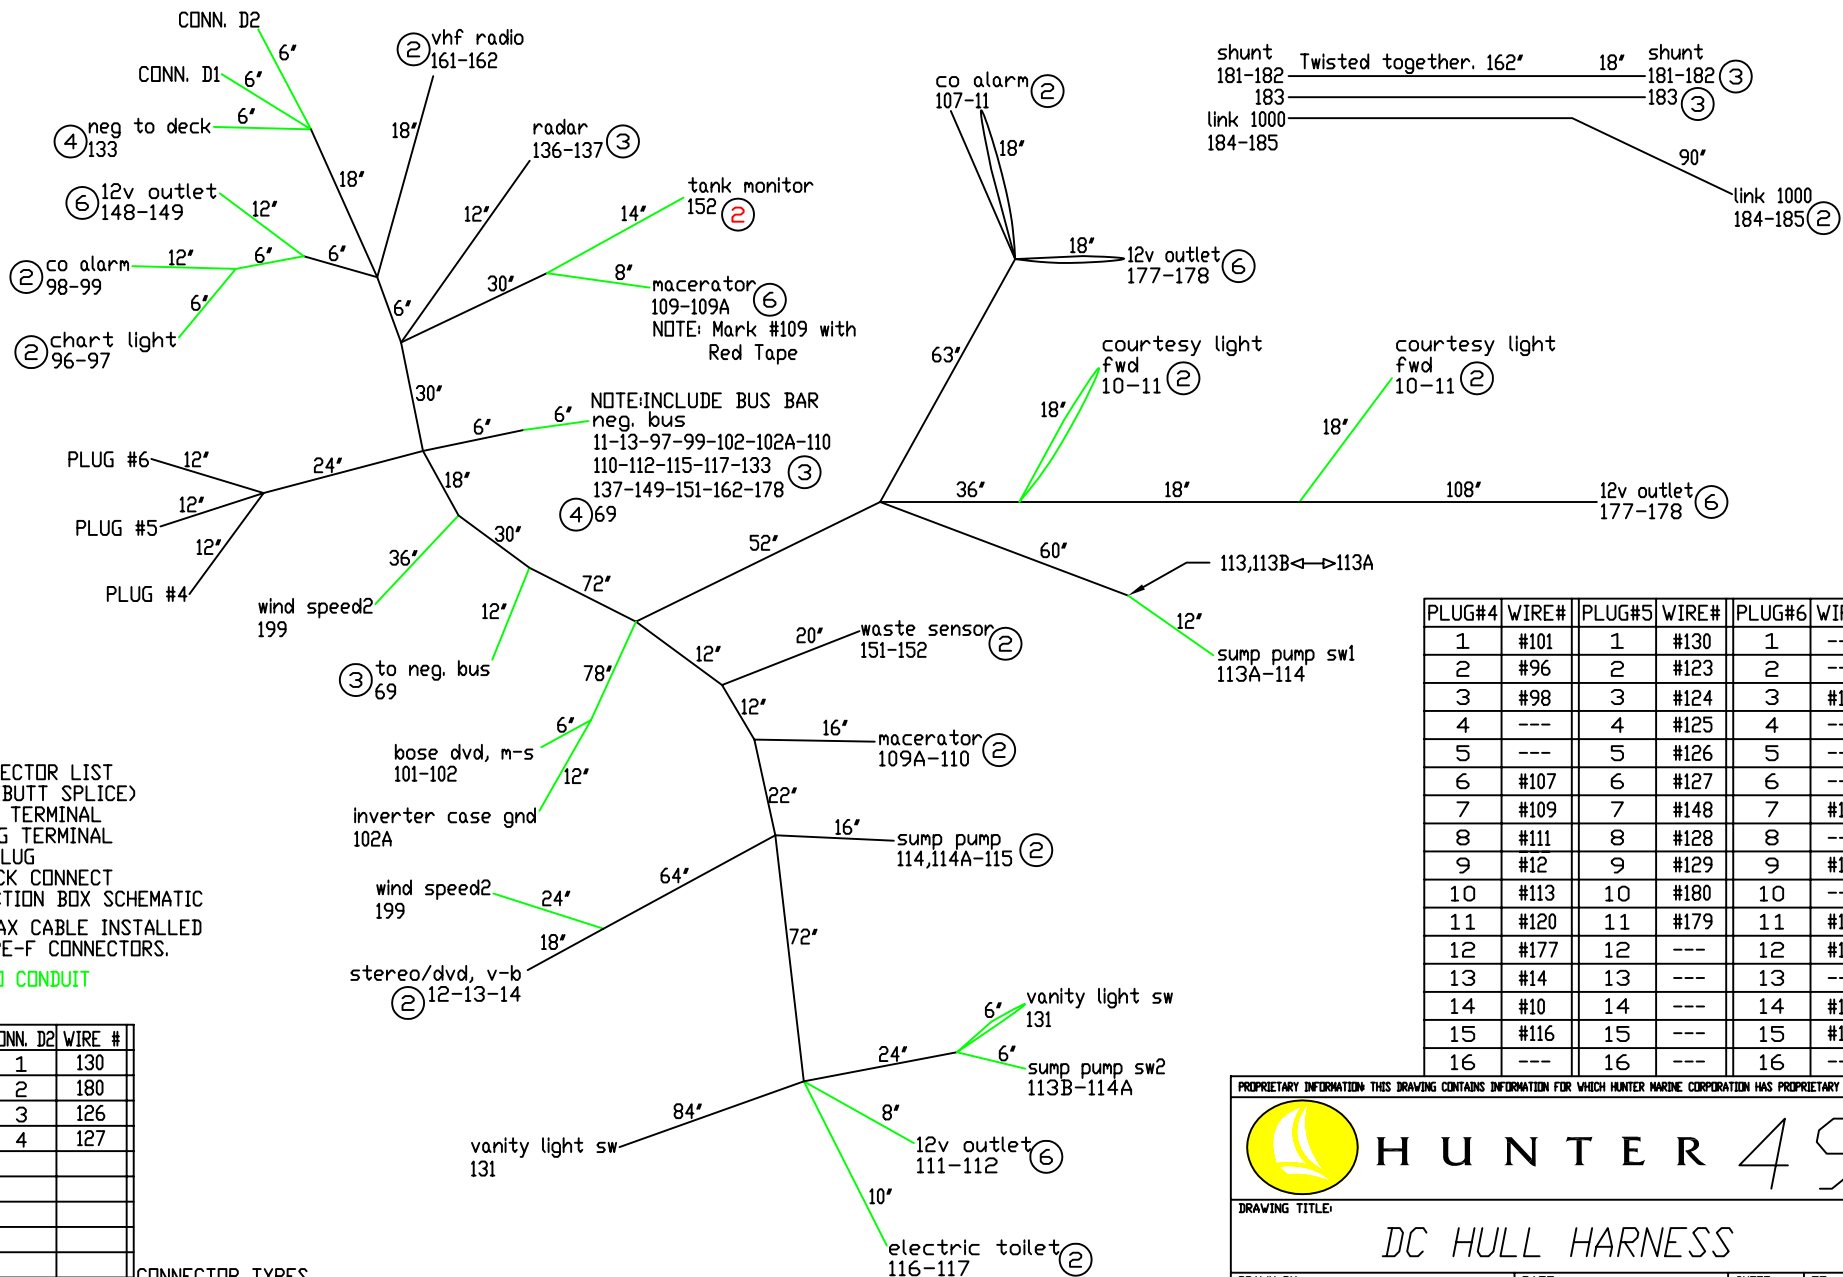 CONN. D2
6"
CONN. D1
6"
4
neg to deck
133
6"
18"
2
vhf radio
161-162
18"
6
12v outlet
148-149
12"
2
co alarm
98-99
12"
6"
6"
6"
2
chart light
96-97
6"
radar
136-137
3
12"
tank monitor
152
2
14"
30"
8"
macerator
109-109A
6
NOTE: Mark #109 with
Red Tape
30"
NOTE:INCLUDE BUS BAR
neg. bus
11-13-97-99-102-102A-110
110-112-115-117-133
137-149-151-162-178
3
4
69
6"
6"
PLUG #6
12"
24"
PLUG #5
12"
PLUG #4
12"
18"
wind speed2
199
36"
30"
12"
3
to neg. bus
69
72"
52"
78"
6"
bose dvd, m-s
101-102
12"
inverter case gnd
102A
12"
20"
waste sensor
151-152
2
12"
16"
macerator
109A-110
2
22"
16"
sump pump
114,114A-115
2
64"
wind speed2
199
24"
18"
stereo/dvd, v-b
2
12-13-14
72"
6"
vanity light sw
131
24"
6"
sump pump sw2
113B-114A
84"
vanity light sw
131
8"
12v outlet
111-112
6
10"
electric toilet
116-117
2
co alarm
107-11
2
18"
18"
12v outlet
177-178
6
63"
courtesy light
fwd
10-11
2
18"
courtesy light
fwd
10-11
2
18"
36"
18"
108"
12v outlet
177-178
6
60"
113,113B 113A
12"
sump pump sw1
113A-114
shunt
181-182
Twisted together. 162"
18"
shunt
181-182
3
183
183
3
link 1000
184-185
90"
link 1000
184-185
2
PLUG#4 WIRE# PLUG#5 WIRE# PLUG#6
1 #101 1 #130 1 --
2 #96 2 #123 2 --
3 #98 3 #124 3 #1
4 --- 4 #125 4 --
5 --- 5 #126 5 --
6 #107 6 #127 6 --
7 #109 7 #148 7 #1
8 #111 8 #128 8 --
9 #12 9 #129 9 #1
10 #113 10 #180 10 --
11 #120 11 #179 11 #1
12 #177 12 --- 12 #1
13 #14 13 --- 13 --
14 #10 14 --- 14 #1
15 #116 15 --- 15 #1
16 --- 16 --- 16 --
ECTOR LIST
BUTT SPLICE)
TERMINAL
G TERMINAL
LUG
CK CONNECT
CTION BOX SCHEMATIC
AX CABLE INSTALLED
PE-F CONNECTORS.
CONDUIT
NN. D2 WIRE #
1 130
2 180
3 126
4 127
CONNECTOR TYPES
PROPRIETARY INFORMATION: THIS DRAWING CONTAINS INFORMATION FOR WHICH HUNTER MARINE CORPORATION HAS PROPRIETARY
HUNTER 49
DRAWING TITLE:
DC HULL HARNESS